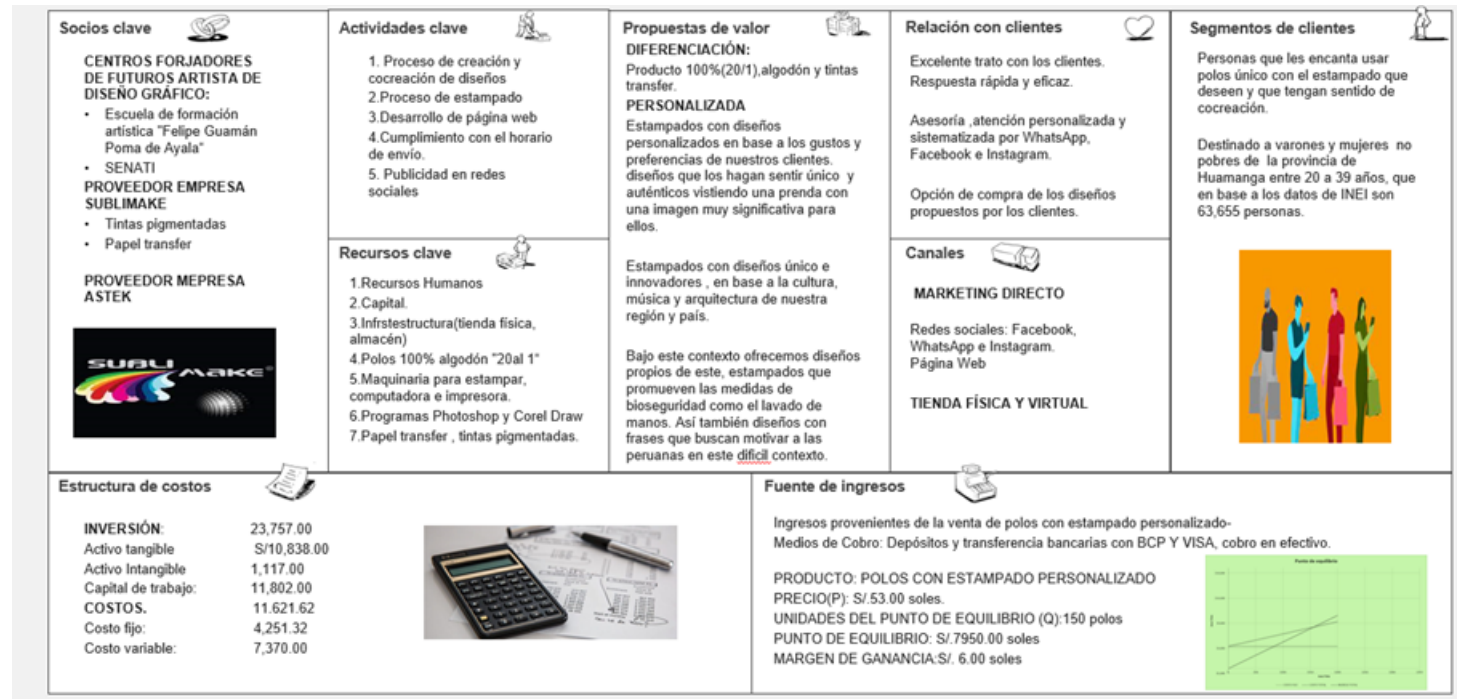 Socios clave
CENTROS FORJADORES
DE FUTUROS ARTISTA DE
DISEÑO GRÁFICO:
• Escuela de formación
artística "Felipe Guamán
Poma de Ayala"
• SENATI
PROVEEDOR EMPRESA
SUBLIMAKE
• Tintas pigmentadas
• Papel transfer
PROVEEDOR MEPRESA
ASTEK
SUBLI
MAKE
Actividades clave
1. Proceso de creación y
cocreación de diseños
2.Proceso de estampado
3.Desarrollo de página web
4.Cumplimiento con el horario
de envío.
5. Publicidad en redes
sociales
Recursos clave
1.Recursos Humanos
2.Capital.
3.Infrstestructura(tienda física,
almacén)
4.Polos 100% algodón "20al 1"
5.Maquinaria para estampar,
computadora e impresora.
6.Programas Photoshop y Corel Draw
7.Papel transfer , tintas pigmentadas.
Propuestas de valor
DIFERENCIACIÓN:
Producto 100%(20/1),algodón y tintas
transfer.
PERSONALIZADA
Estampados con diseños
personalizados en base a los gustos y
preferencias de nuestros clientes.
diseños que los hagan sentir único y
auténticos vistiendo una prenda con
una imagen muy significativa para
ellos.
Estampados con diseños único e
innovadores , en base a la cultura,
música y arquitectura de nuestra
región y país.
Bajo este contexto ofrecemos diseños
propios de este, estampados que
promueven las medidas de
bioseguridad como el lavado de
manos. Así también diseños con
frases que buscan motivar a las
peruanas en este dificil contexto.
Relación con clientes
Excelente trato con los clientes.
Respuesta rápida y eficaz.
Asesoría ,atención personalizada y
sistematizada por WhatsApp,
Facebook e Instagram.
Opción de compra de los diseños
propuestos por los clientes.
Canales
MARKETING DIRECTO
Redes sociales: Facebook,
WhatsApp e Instagram.
Página Web
TIENDA FÍSICA Y VIRTUAL
Segmentos de clientes
Personas que les encanta usar
polos único con el estampado que
deseen y que tengan sentido de
cocreación.
Destinado a varones y mujeres no
pobres de la provincia de
Huamanga entre 20 a 39 años, que
en base a los datos de INEI son
63,655 personas.
Estructura de costos
INVERSIÓN: 23,757.00
Activo tangible S/10,838.00
Activo Intangible 1,117.00
Capital de trabajo: 11,802.00
COSTOS. 11.621.62
Costo fijo: 4,251.32
Costo variable: 7,370.00
Fuente de ingresos
Ingresos provenientes de la venta de polos con estampado personalizado-
Medios de Cobro: Depósitos y transferencia bancarias con BCP Y VISA, cobro en efectivo.
PRODUCTO: POLOS CON ESTAMPADO PERSONALIZADO
PRECIO(P): S/.53.00 soles.
UNIDADES DEL PUNTO DE EQUILIBRIO (Q):150 polos
PUNTO DE EQUILIBRIO: S/.7950.00 soles
MARGEN DE GANANCIA:S/. 6.00 soles
Punto de equilibrio